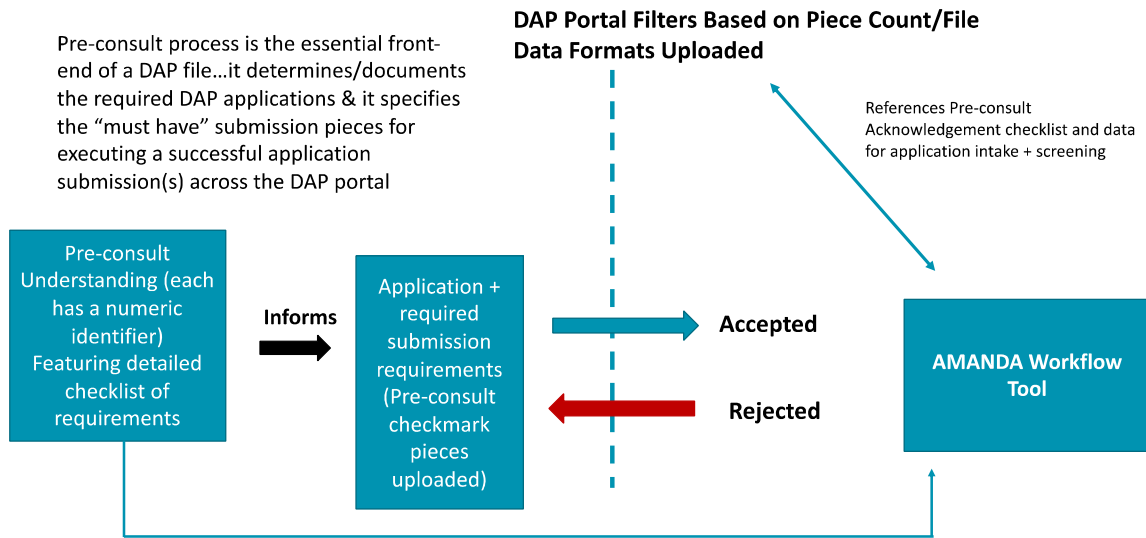 DAP Portal Filters Based on Piece Count/File
Data Formats Uploaded
Pre-consult process is the essential front-
end of a DAP file…it determines/documents
the required DAP applications & it specifies
the “must have” submission pieces for
executing a successful application
submission(s) across the DAP portal
References Pre-consult
Acknowledgement checklist and data
for application intake + screening
Pre-consult
Understanding (each
has a numeric
identifier)
Featuring detailed
checklist of
requirements
Informs
Application +
required
submission
requirements
(Pre-consult
checkmark
pieces
uploaded)
Accepted
Rejected
AMANDA Workflow
Tool